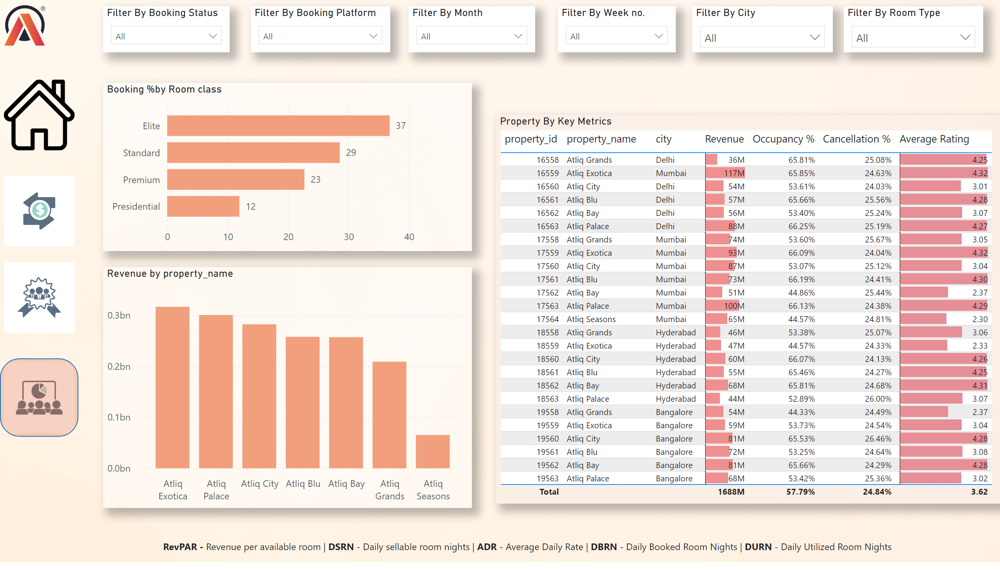 ®
Filter By Booking Status
All
Filter By Booking Platform
All
Filter By Month
All
Filter By Week no.
All
Filter By City
All
Filter By Room Type
All
Booking %by Room class
Elite 37
Standard 29
Premium 23
Presidential 12
0 10 20 30 40
Revenue by property_name
0.3bn
0.2bn
0.1bn
0.0bn
Atliq Exotica
Atliq Palace
Atliq City
Atliq Blu
Atliq Bay
Atliq Grands
Atliq Seasons
Property By Key Metrics
property_id property_name city Revenue Occupancy % Cancellation % Average Rating
16558 Atliq Grands Delhi 36M 65.81% 25.08% 4.25
16559 Atliq Exotica Mumbai 117M 65.85% 24.63% 4.32
16560 Atliq City Delhi 54M 53.61% 24.03% 3.01
16561 Atliq Blu Delhi 57M 65.66% 25.56% 4.28
16562 Atliq Bay Delhi 56M 53.40% 25.24% 3.07
16563 Atliq Palace Delhi 88M 66.25% 25.19% 4.27
17558 Atliq Grands Mumbai 74M 53.60% 25.67% 3.05
17559 Atliq Exotica Mumbai 93M 66.09% 24.04% 4.32
17560 Atliq City Mumbai 87M 53.07% 25.12% 3.04
17561 Atliq Blu Mumbai 73M 66.19% 24.41% 4.30
17562 Atliq Bay Mumbai 51M 44.86% 25.44% 2.37
17563 Atliq Palace Mumbai 100M 66.13% 24.38% 4.29
17564 Atliq Seasons Mumbai 65M 44.57% 24.81% 2.30
18558 Atliq Grands Hyderabad 46M 53.38% 25.07% 3.06
18559 Atliq Exotica Hyderabad 47M 44.57% 24.33% 2.33
18560 Atliq City Hyderabad 60M 66.07% 24.13% 4.26
18561 Atliq Blu Hyderabad 55M 65.46% 24.27% 4.25
18562 Atliq Bay Hyderabad 68M 65.81% 24.68% 4.31
18563 Atliq Palace Hyderabad 44M 52.89% 26.00% 3.07
19558 Atliq Grands Bangalore 54M 44.33% 24.49% 2.37
19559 Atliq Exotica Bangalore 59M 53.73% 24.54% 3.04
19560 Atliq City Bangalore 81M 65.53% 26.46% 4.28
19561 Atliq Blu Bangalore 72M 53.25% 24.64% 3.08
19562 Atliq Bay Bangalore 81M 65.66% 24.29% 4.28
19563 Atliq Palace Bangalore 68M 53.42% 25.36% 3.02
Total 1688M 57.79% 24.84% 3.62
RevPAR - Revenue per available room | DSRN - Daily sellable room nights | ADR - Average Daily Rate | DBRN - Daily Booked Room Nights | DURN - Daily Utilized Room Nights